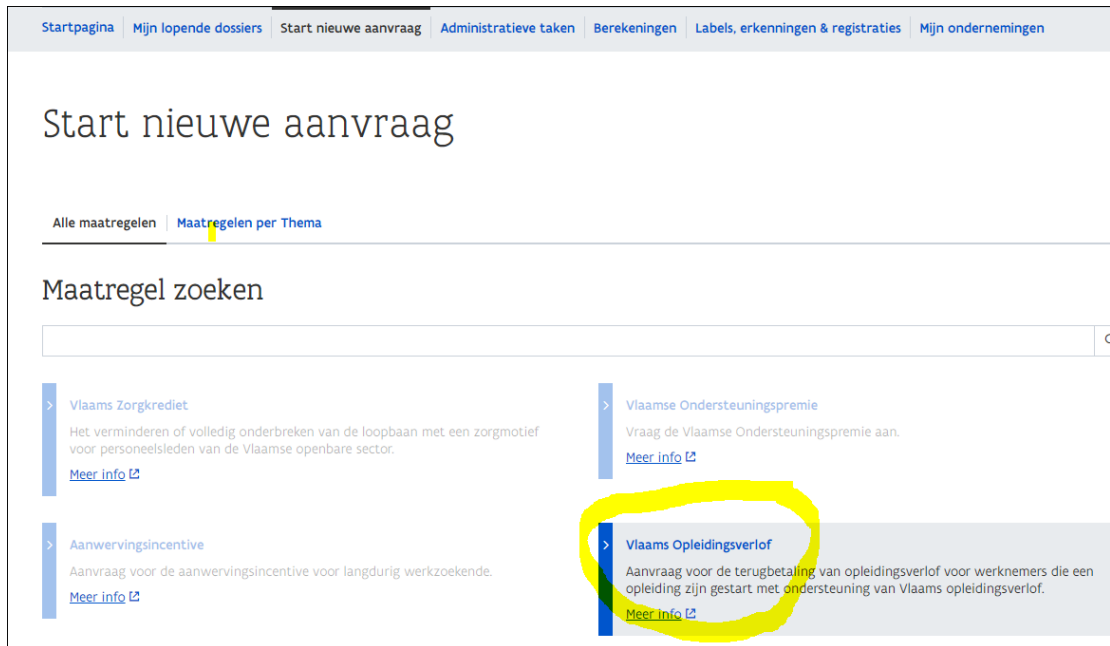 Startpagina
Mijn lopende dossiers
Start nieuwe aanvraag
Administratieve taken
Berekeningen
Labels, erkenningen & registraties
Mijn ondernemingen
Start nieuwe aanvraag
Alle maatregelen
Maatregelen per Thema
Maatregel zoeken
Vlaams Zorgkrediet
Het verminderen of volledig onderbreken van de loopbaan met een zorgmotief
voor personeelsleden van de Vlaamse openbare sector.
Meer info
Vlaamse Ondersteuningspremie
Vraag de Vlaamse Ondersteuningspremie aan.
Meer info
Aanwervingsincentive
Aanvraag voor de aanwervingsincentive voor langdurig werkzoekende.
Meer info
Vlaams Opleidingsverlof
Aanvraag voor de terugbetaling van opleidingsverlof voor werknemers die een
opleiding zijn gestart met ondersteuning van Vlaams opleidingsverlof.
Meer info